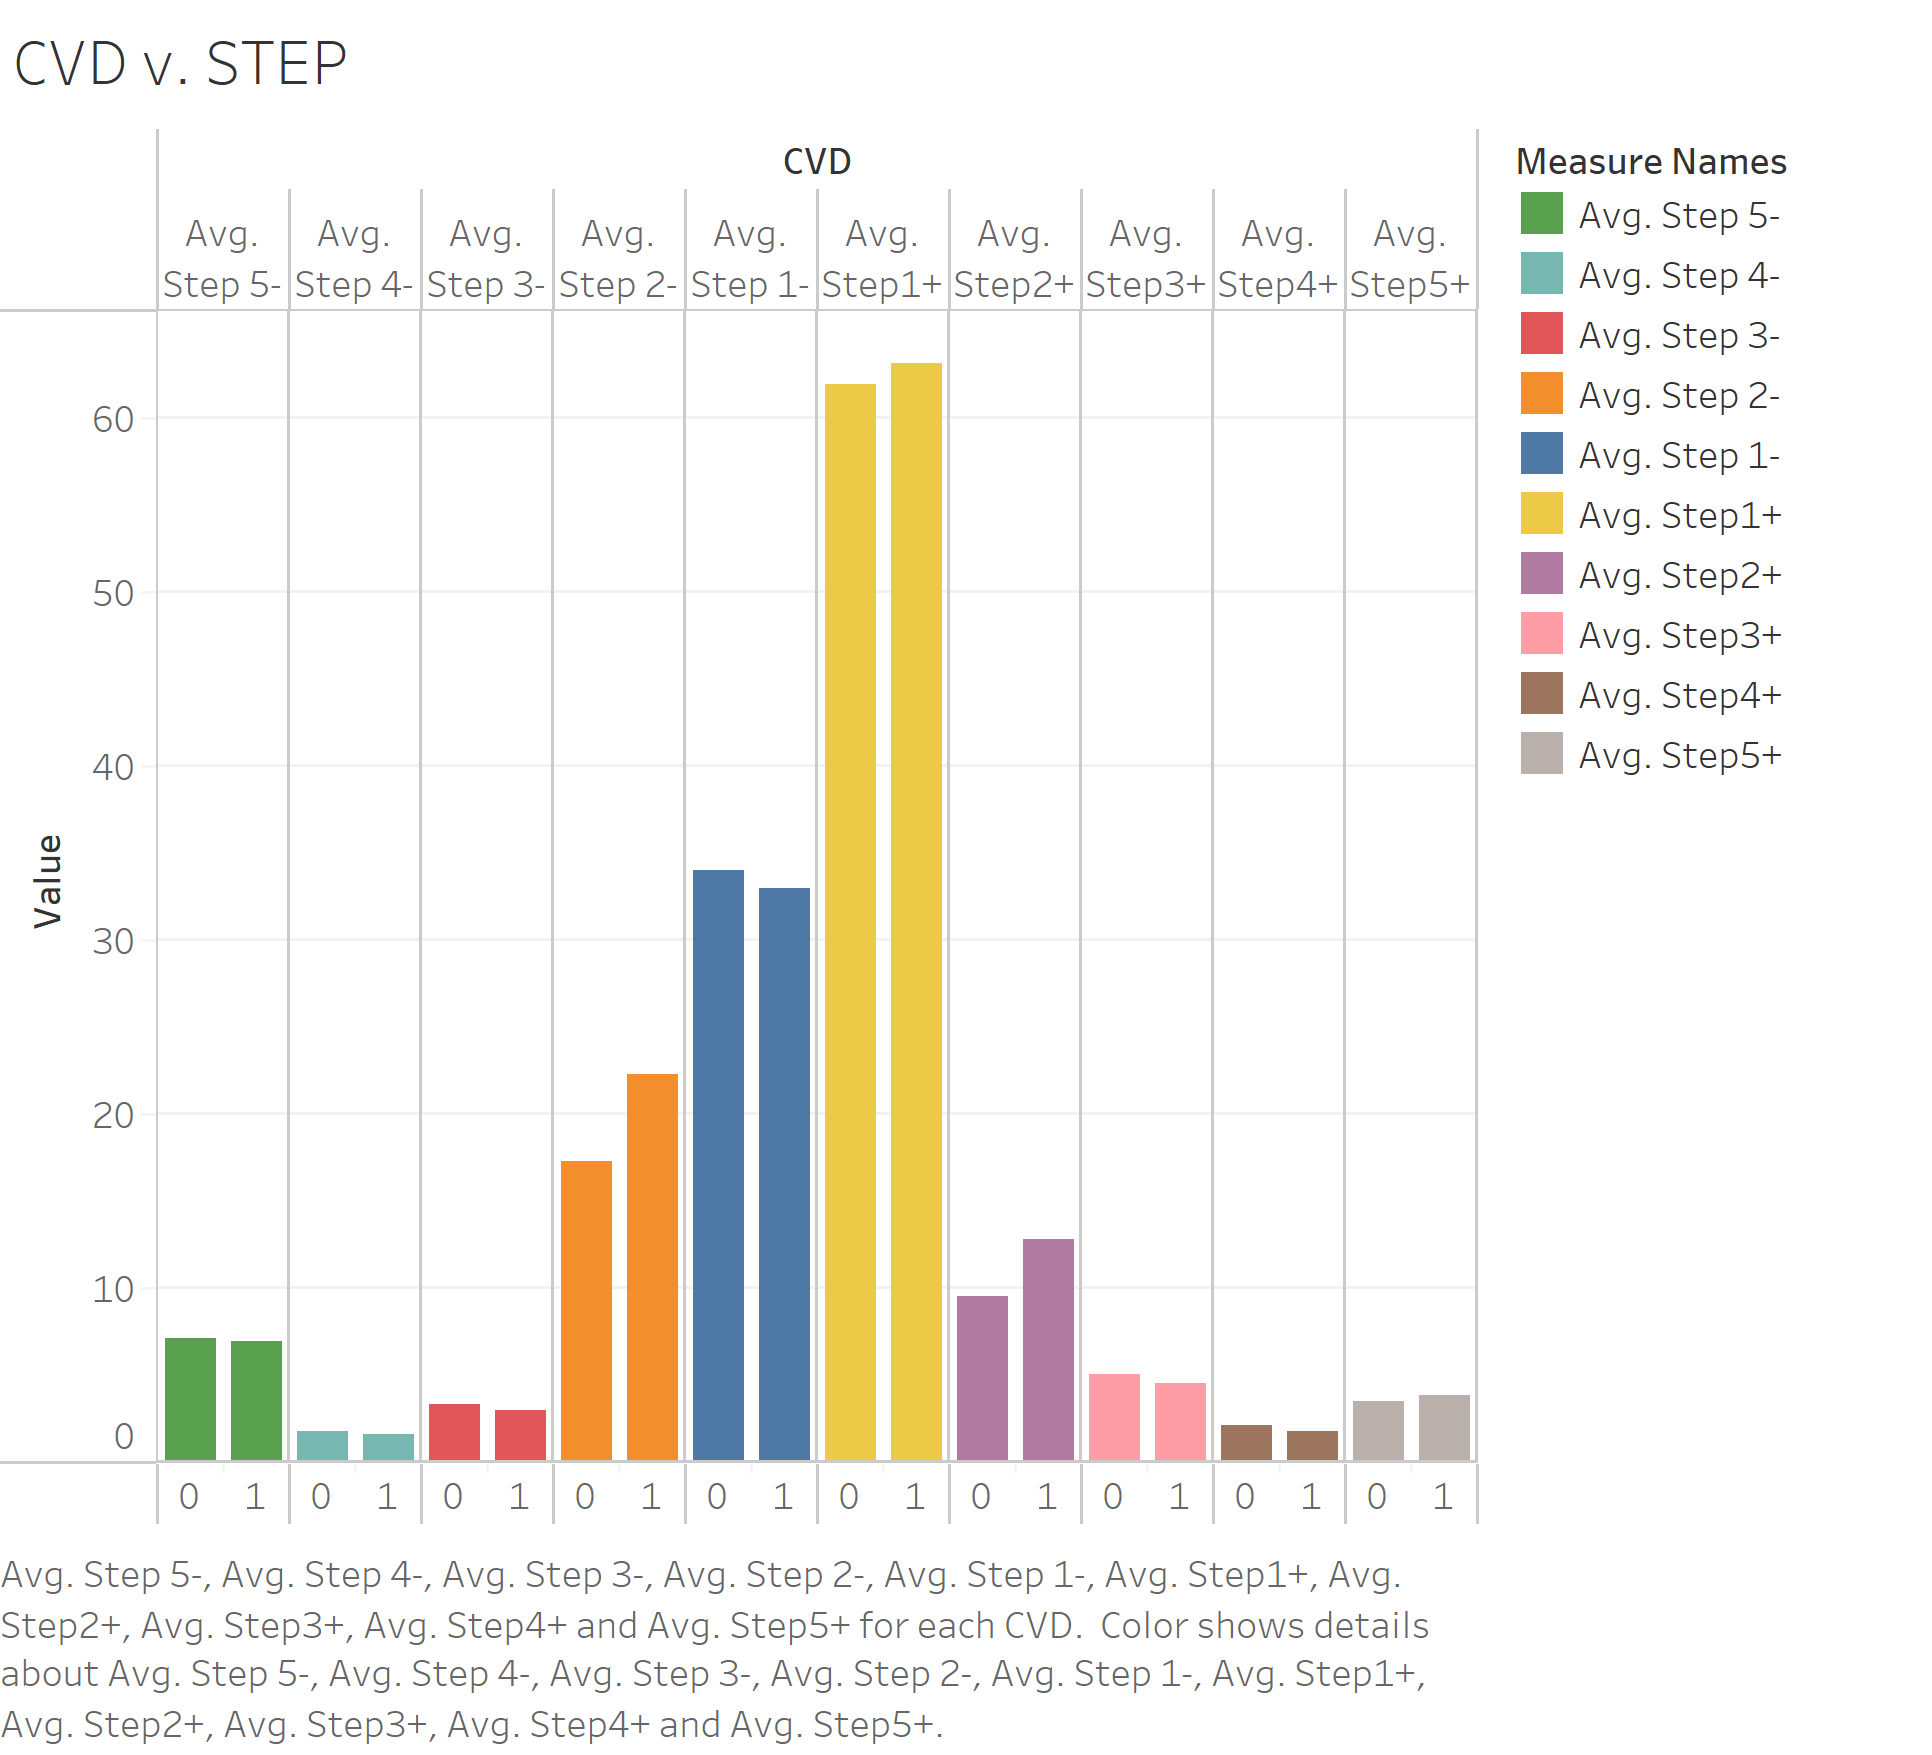 CVD v. STEP
CVD
Measure Names
Avg. Step 5-
Avg. Step 4-
Avg. Step 3-
Avg. Step 2-
Avg. Step 1-
Avg. Step1+
Avg. Step2+
Avg. Step3+
Avg. Step4+
Avg. Step5+
Avg. Avg. Avg. Avg. Avg. Avg. Avg. Avg. Avg. Avg.
Step 5- Step 4- Step 3- Step 2- Step 1- Step1+ Step2+ Step3+ Step4+ Step5+
60
50
40
30
20
10
0
Value
0 1 0 1 0 1 0 1 0 1 0 1 0 1 0 1 0 1 0 1
Avg. Step 5-, Avg. Step 4-, Avg. Step 3-, Avg. Step 2-, Avg. Step 1-, Avg. Step1+, Avg.
Step2+, Avg. Step3+, Avg. Step4+ and Avg. Step5+ for each CVD.  Color shows details
about Avg. Step 5-, Avg. Step 4-, Avg. Step 3-, Avg. Step 2-, Avg. Step 1-, Avg. Step1+,
Avg. Step2+, Avg. Step3+, Avg. Step4+ and Avg. Step5+.